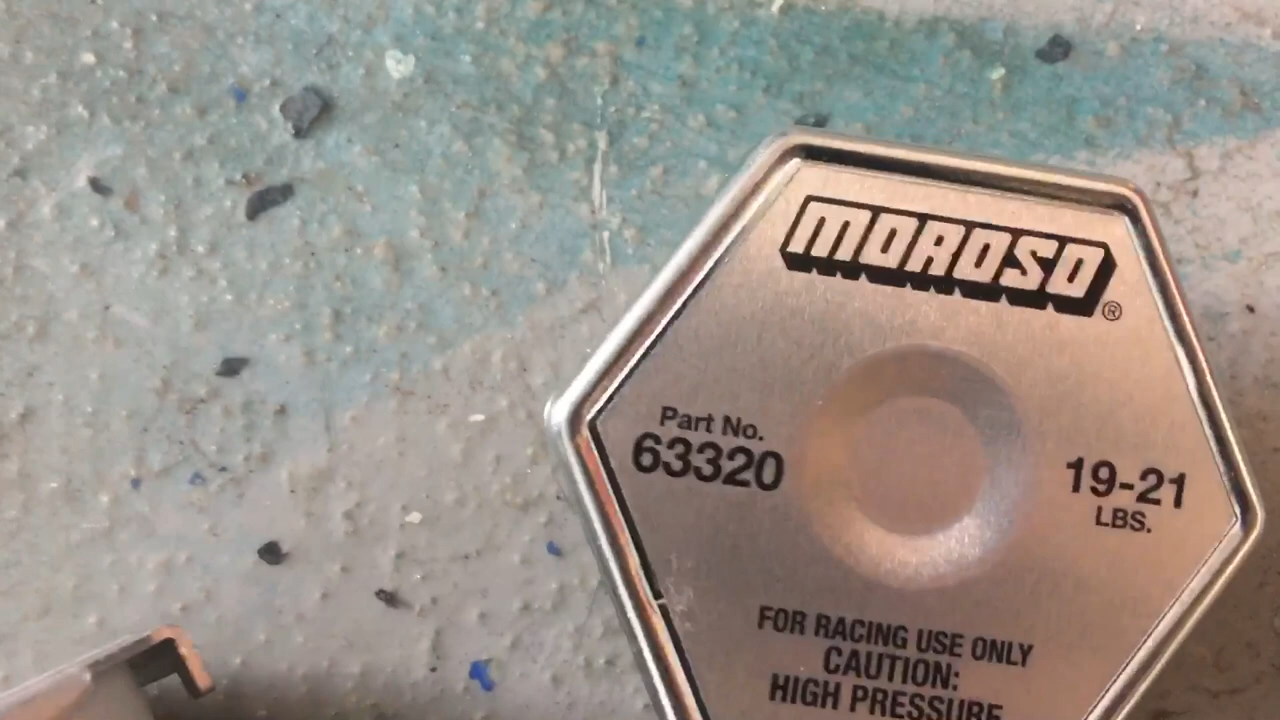 MOROSO®
Part No.
63320
19-21
LBS.
FOR RACING USE ONLY
CAUTION:
HIGH PRESSURE